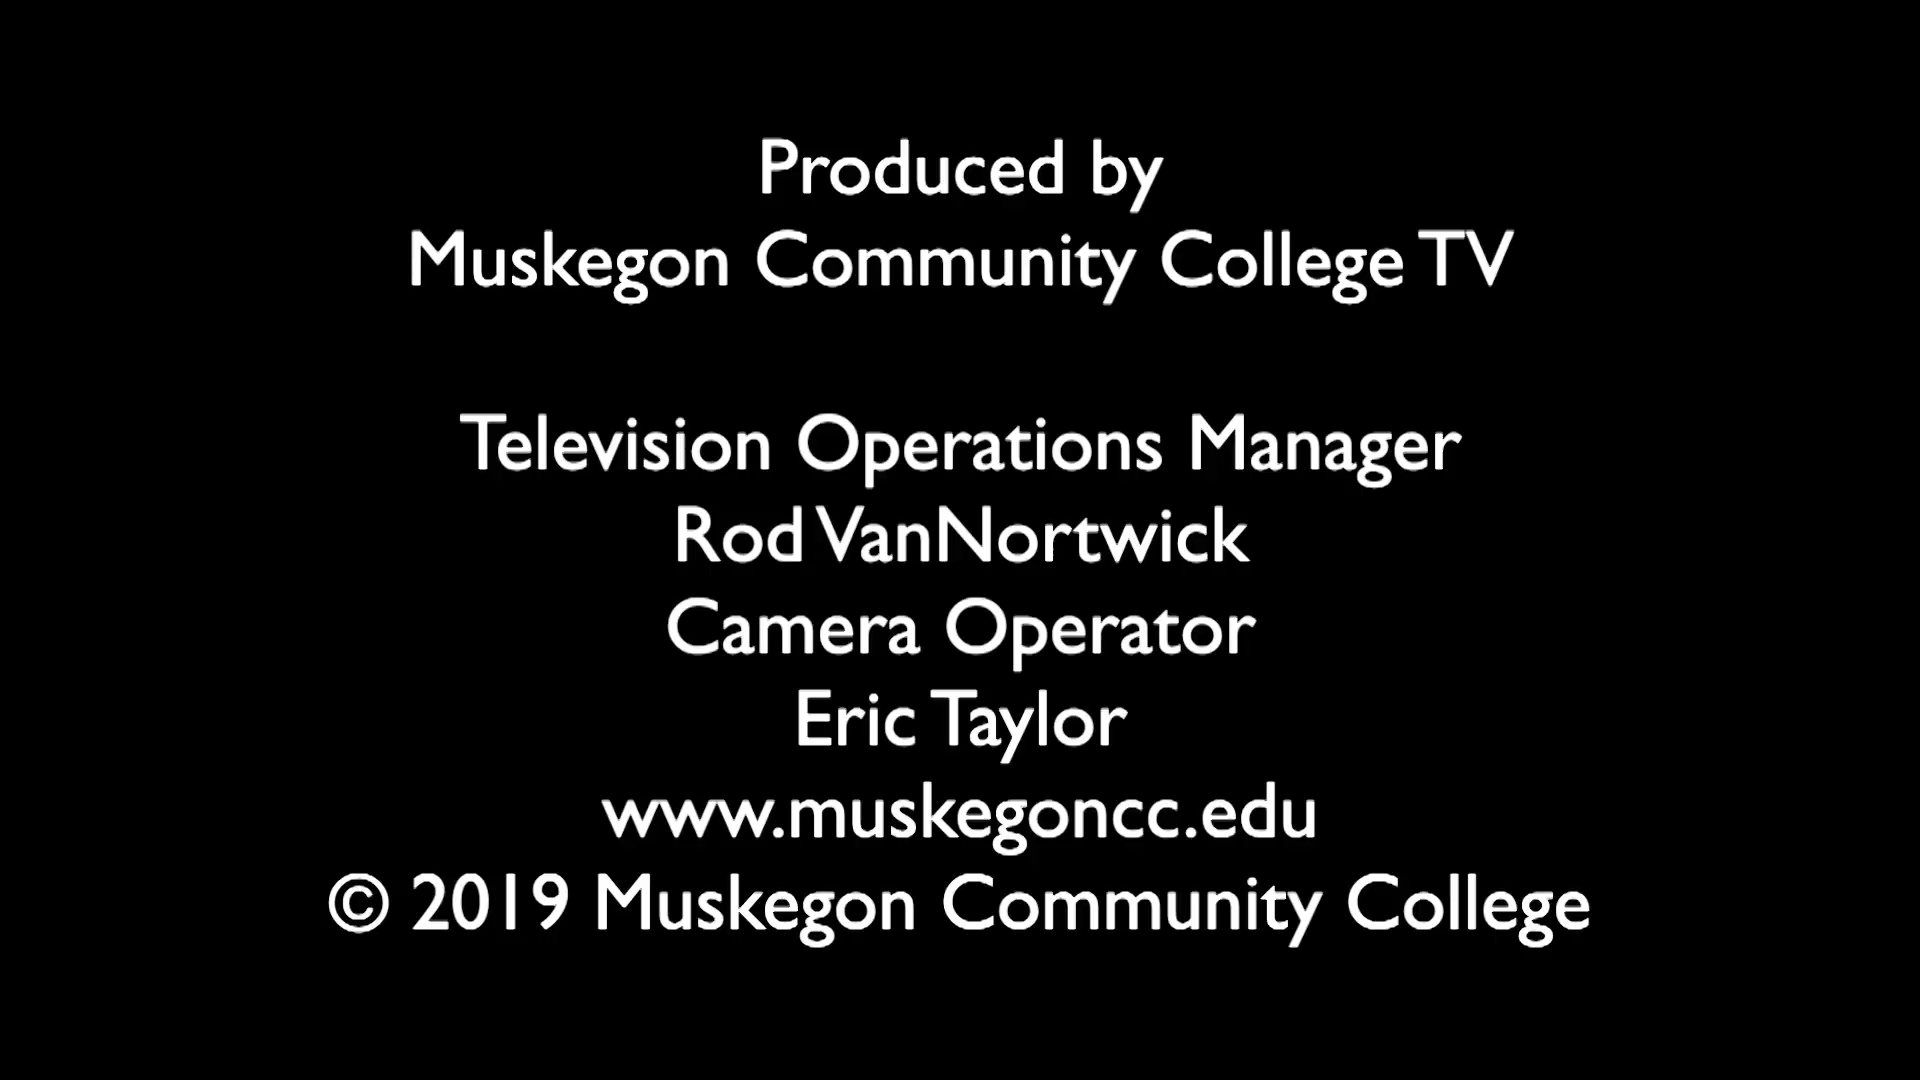 Produced by
Muskegon Community College TV
Television Operations Manager
Rod VanNortwick
Camera Operator
Eric Taylor
www.muskegoncc.edu
© 2019 Muskegon Community College